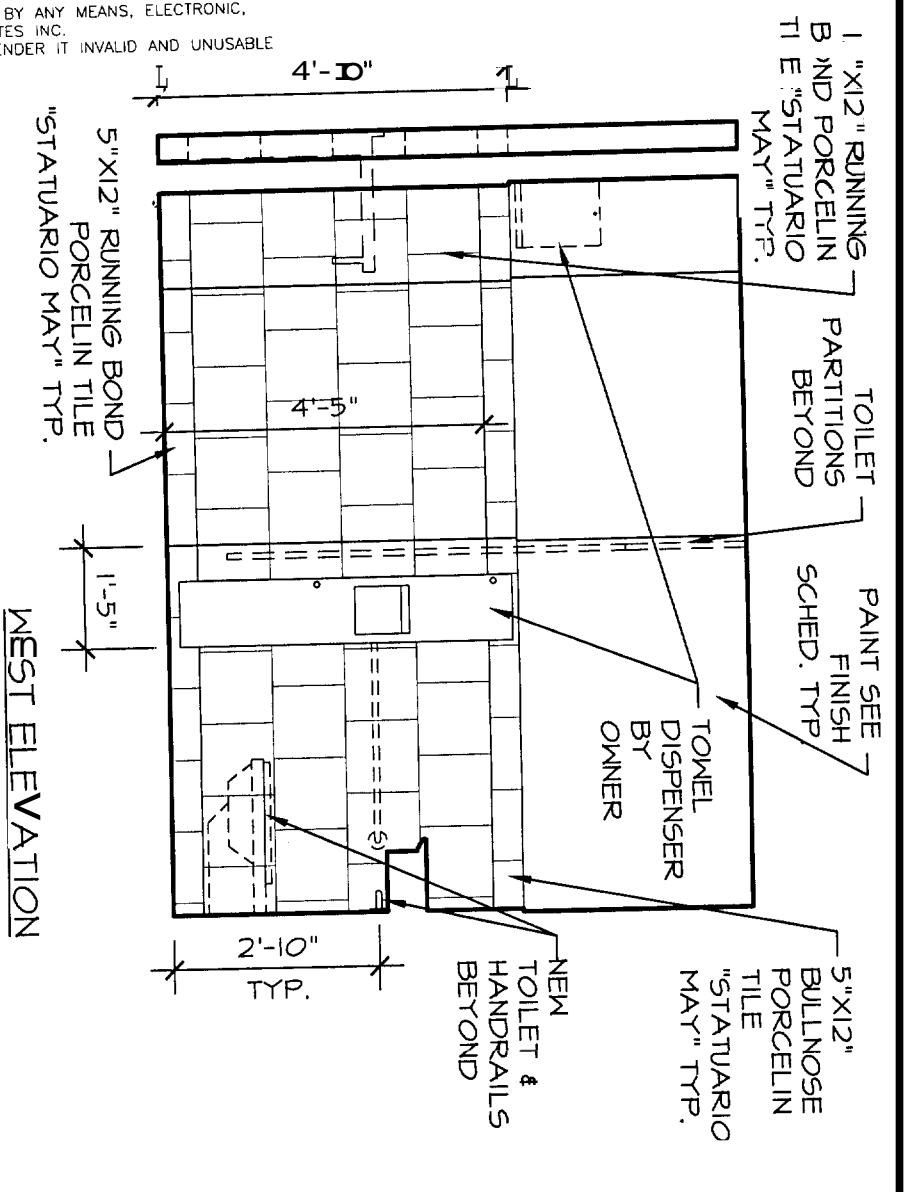 BY ANY MEANS, ELECTRONIC,
TES INC.
ENDER IT INVALID AND UNUSABLE
"X12" RUNNING
ND PORCELIN
"STATUARIO
MAY" TYP.
TOILET
PARTITIONS
BEYOND
PAINT SEE
FINISH
SCHED. TYP
4'-10"
4'-5"
TOWEL
DISPENSER
BY
OWNER
5"X12"
BULLNOSE
PORCELIN
TILE
"STATUARIO
MAY" TYP.
5"X12" RUNNING BOND
PORCELIN TILE
"STATUARIO MAY" TYP.
1'-5"
2'-10"
TYP.
NEW
TOILET &
HANDRAILS
BEYOND
WEST ELEVATION